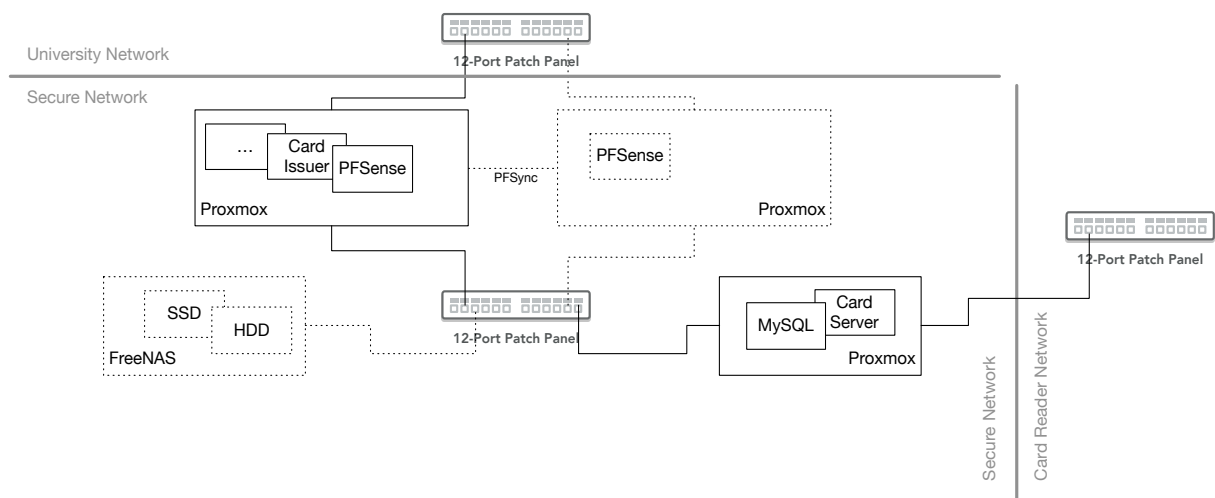 University Network
12-Port Patch Panel
Secure Network
...
Card
Issuer
PFSense
Proxmox
PFSync
PFSense
Proxmox
12-Port Patch Panel
SSD
HDD
FreeNAS
12-Port Patch Panel
MySQL
Card
Server
Proxmox
Secure Network
Card Reader Network